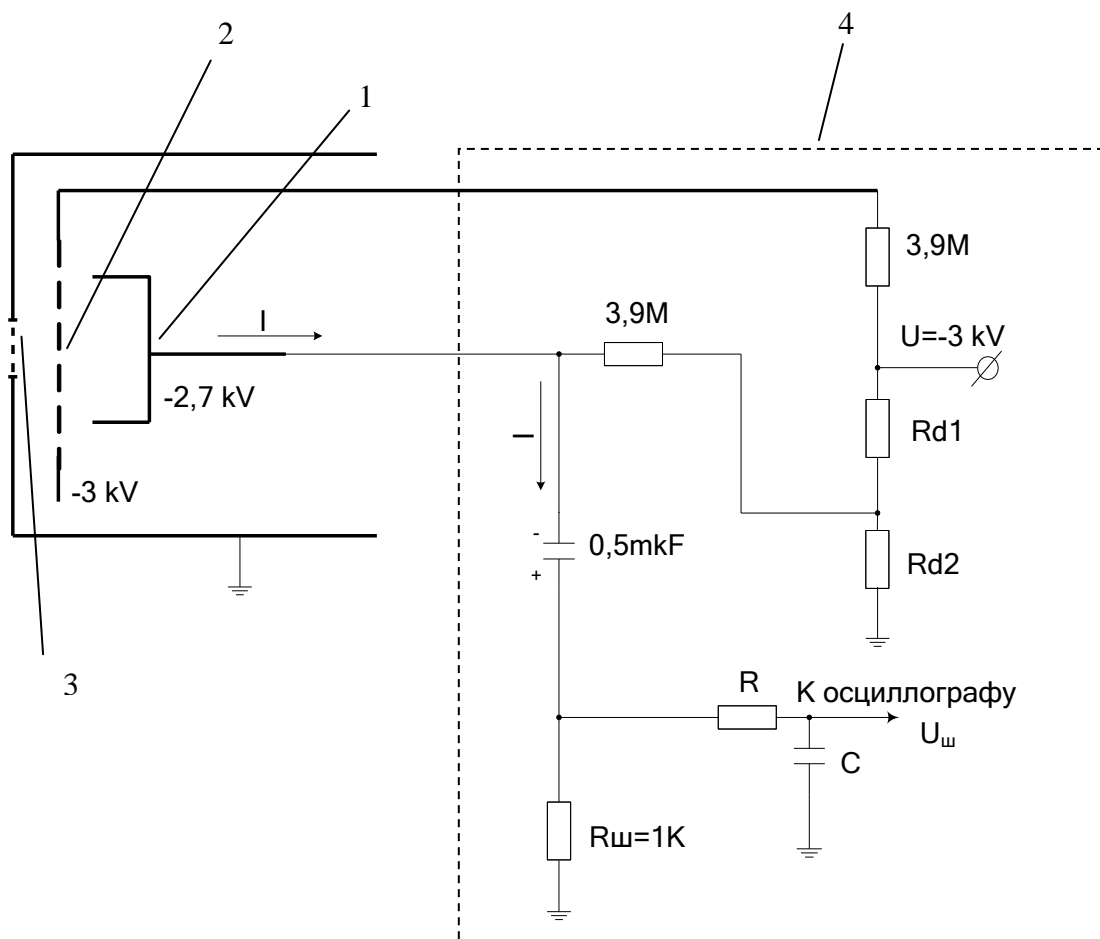 2
4
1
3,9M
I
3,9M
U=-3 kV
-2,7 kV
I
Rd1
-3 kV
-
0,5mkF
+
Rd2
3
R
К осциллографу
Uш
C
Rш=1K